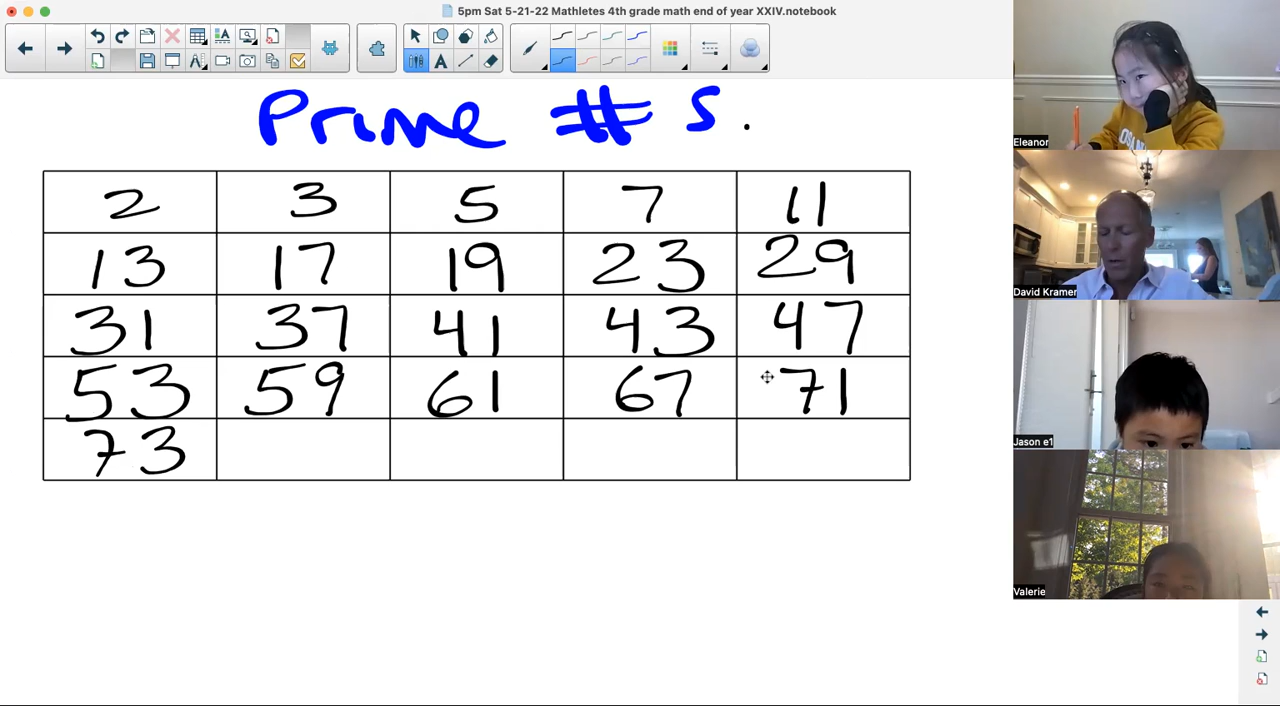 5pm Sat 5-21-22 Mathletes 4th grade math end of year XXIV.notebook
Prime # s.
2 3 5 7 11
13 17 19 23 29
31 37 41 43 47
53 59 61 67 71
73
Eleanor
OSAN
David Kramer
Jason e1
Valerie